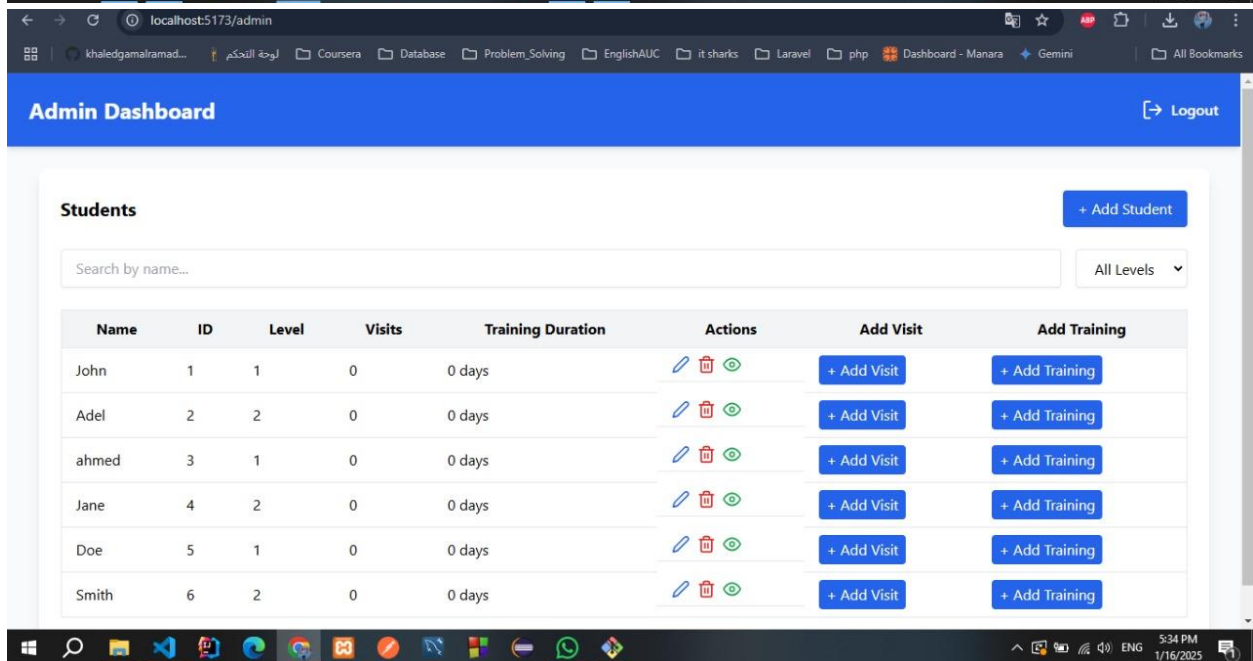 localhost:5173/admin
khaledgamalramad... لوحة التحكم Coursera Database Problem_Solving EnglishAUC it sharks Laravel php Dashboard - Manara Gemini All Bookmarks
Admin Dashboard Logout
Students + Add Student
Search by name... All Levels
Name ID Level Visits Training Duration Actions Add Visit Add Training
John 1 1 0 0 days + Add Visit + Add Training
Adel 2 2 0 0 days + Add Visit + Add Training
ahmed 3 1 0 0 days + Add Visit + Add Training
Jane 4 2 0 0 days + Add Visit + Add Training
Doe 5 1 0 0 days + Add Visit + Add Training
Smith 6 2 0 0 days + Add Visit + Add Training
ENG 5:34 PM
1/16/2025